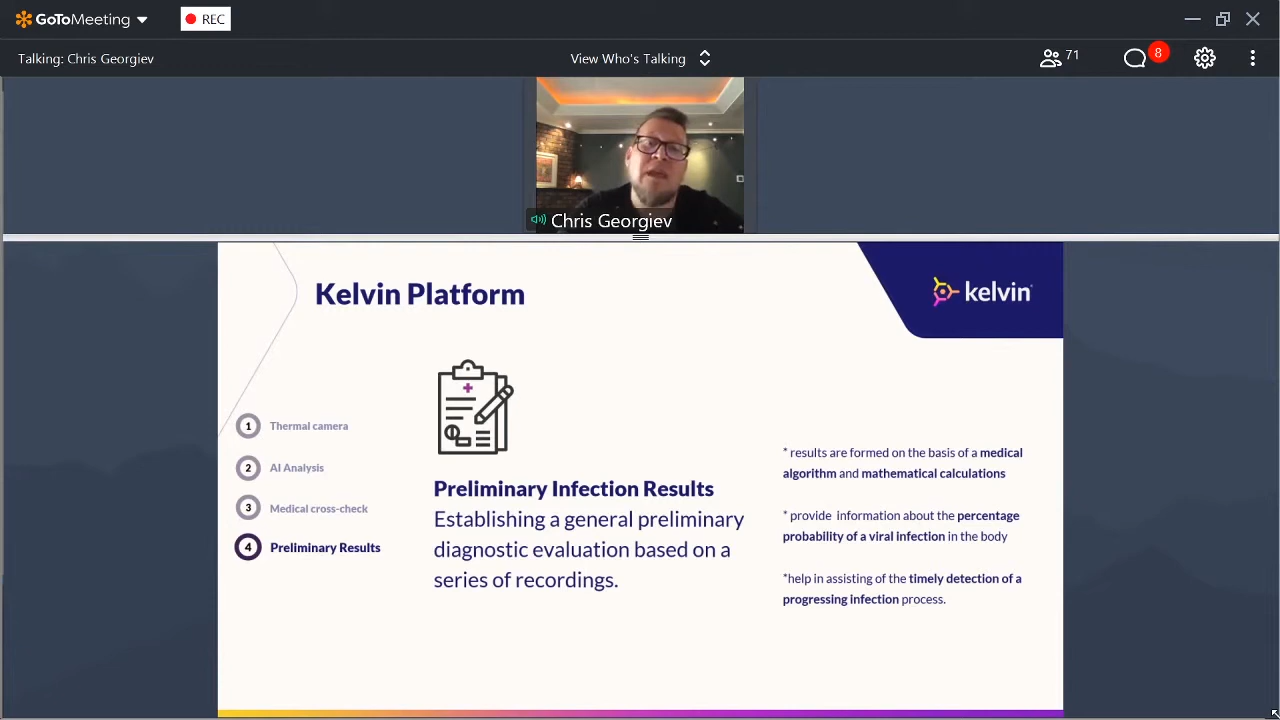 GoToMeeting
REC
Talking: Chris Georgiev
View Who's Talking
71
8
Chris Georgiev
Kelvin Platform
kelvin
1 Thermal camera
2 AI Analysis
3 Medical cross-check
4 Preliminary Results
Preliminary Infection Results
Establishing a general preliminary
diagnostic evaluation based on a
series of recordings.
* results are formed on the basis of a medical
algorithm and mathematical calculations
* provide information about the percentage
probability of a viral infection in the body
*help in assisting of the timely detection of a
progressing infection process.